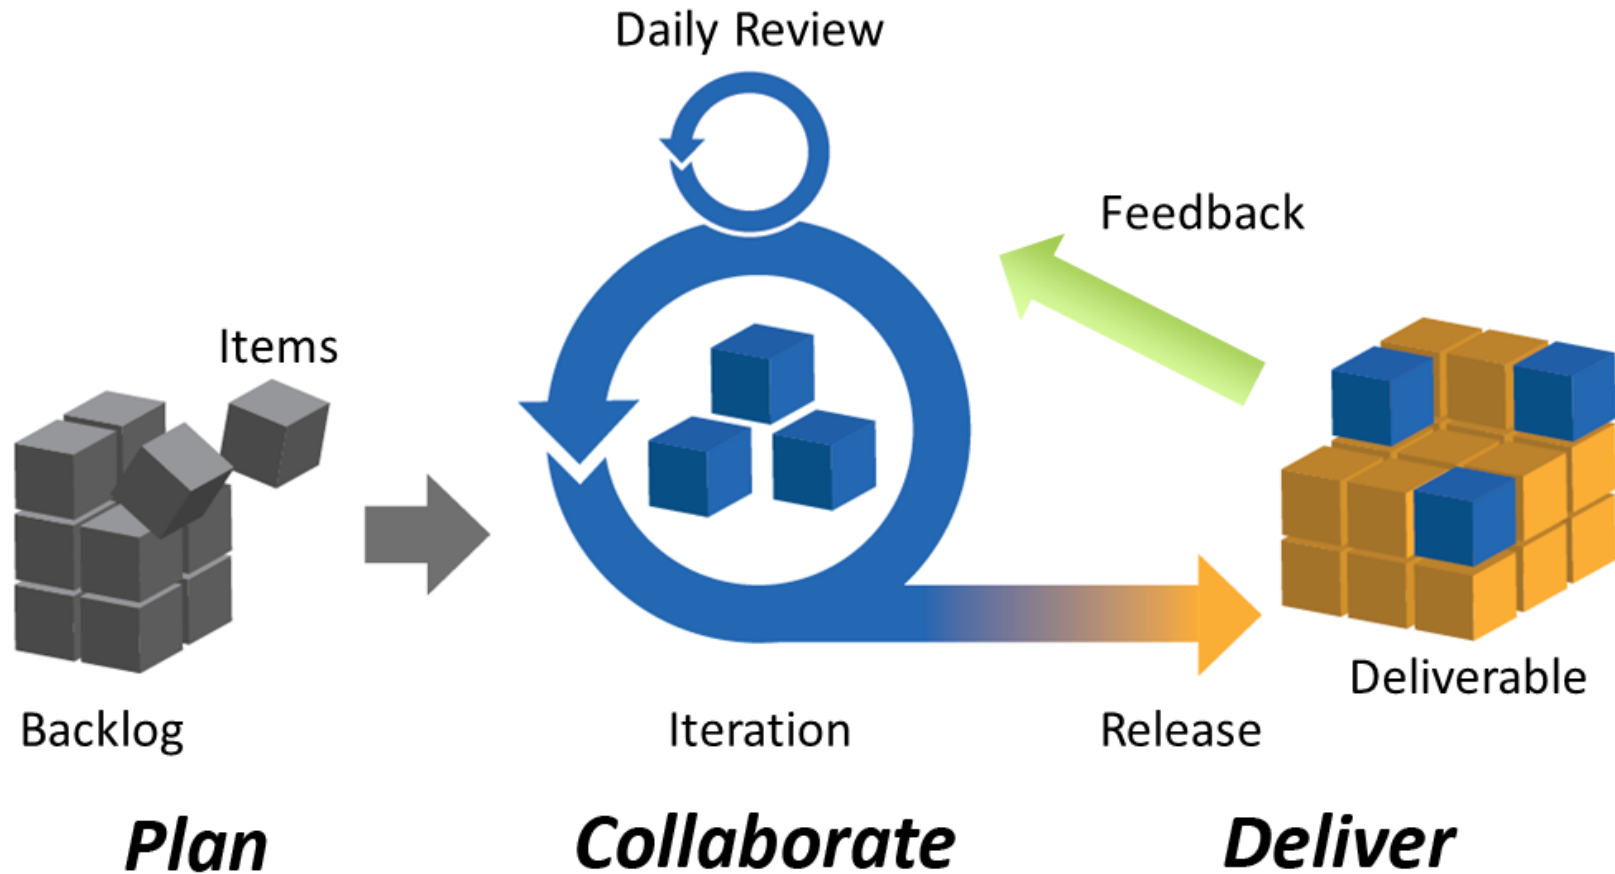 Daily Review
Feedback
Items
Deliverable
Backlog
Iteration
Release
Plan
Collaborate
Deliver